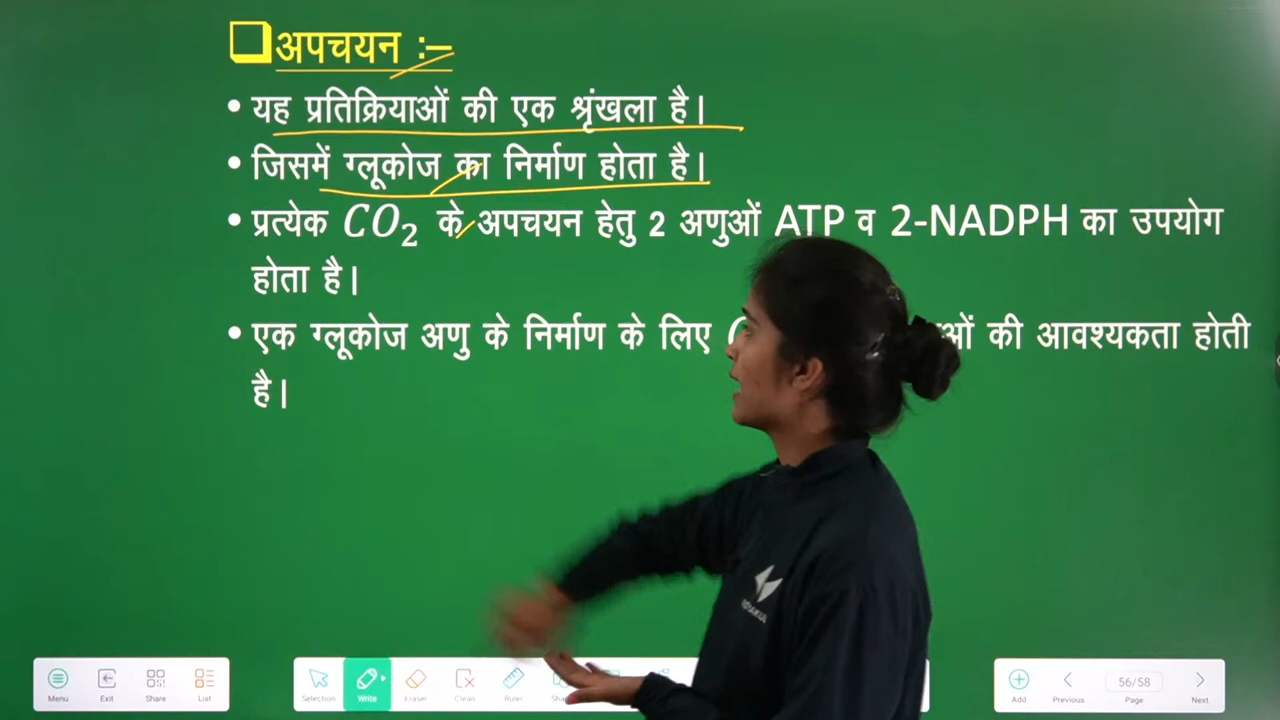 अपचयन :–
• यह प्रतिक्रियाओं की एक श्रृंखला है।
• जिसमें ग्लूकोज का निर्माण होता है।
• प्रत्येक CO₂ के अपचयन हेतु 2 अणुओं ATP व 2-NADPH का उपयोग
होता है।
• एक ग्लूकोज अणु के निर्माण के लिए की आवश्यकता होती
है।
Menu Exit Share List Selection Write Eraser Clean Ruler Add Previous 56/58 Page Next